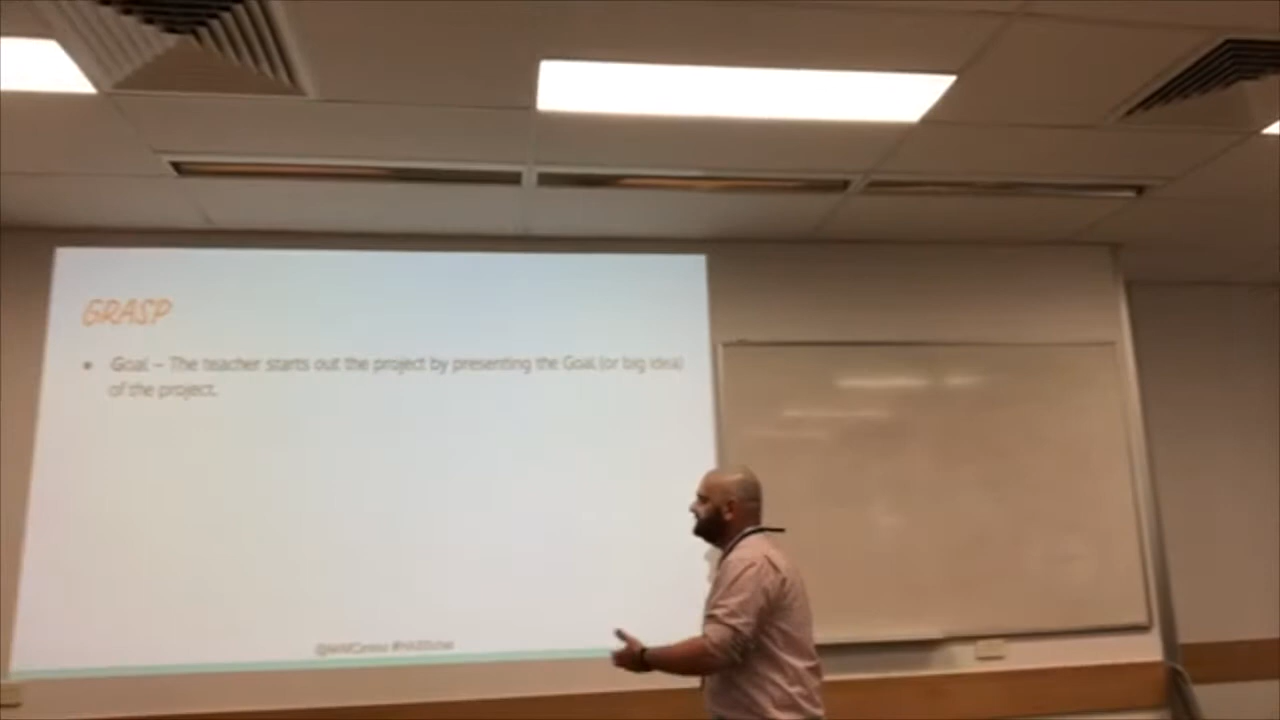 GRASP
• Goal – The teacher starts out the project by presenting the Goal (or big idea)
of the project.